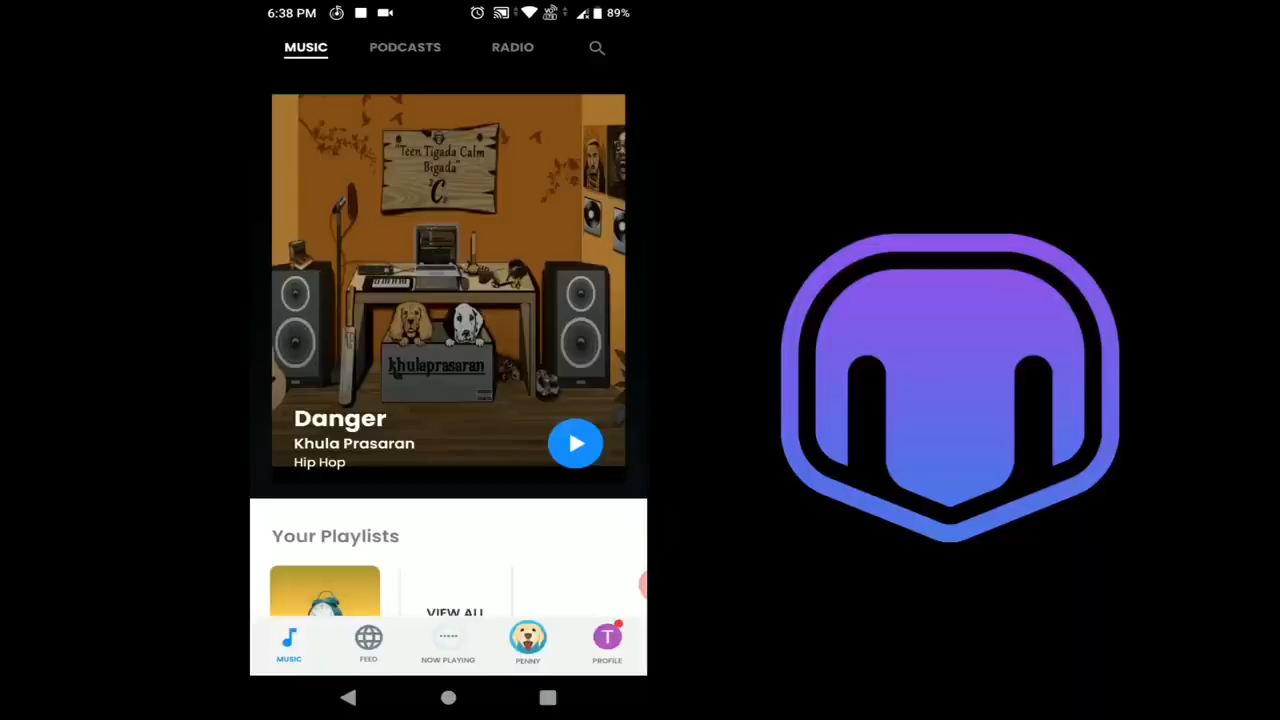 6:38 PM
89%
MUSIC PODCASTS RADIO
"Teen Tigada Calm
Bigada"
khulaprasaran
Danger
Khula Prasaran
Hip Hop
Your Playlists
VIEW ALL
T
MUSIC FEED NOW PLAYING PENNY PROFILE